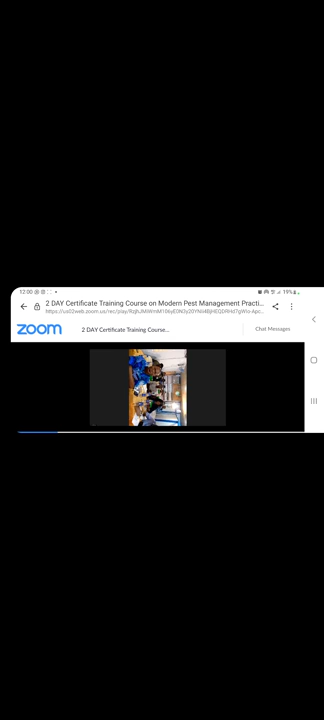 12:00
19%
2 DAY Certificate Training Course on Modern Pest Management Practi...
zoom
2 DAY Certificate Training Course...
Chat Messages